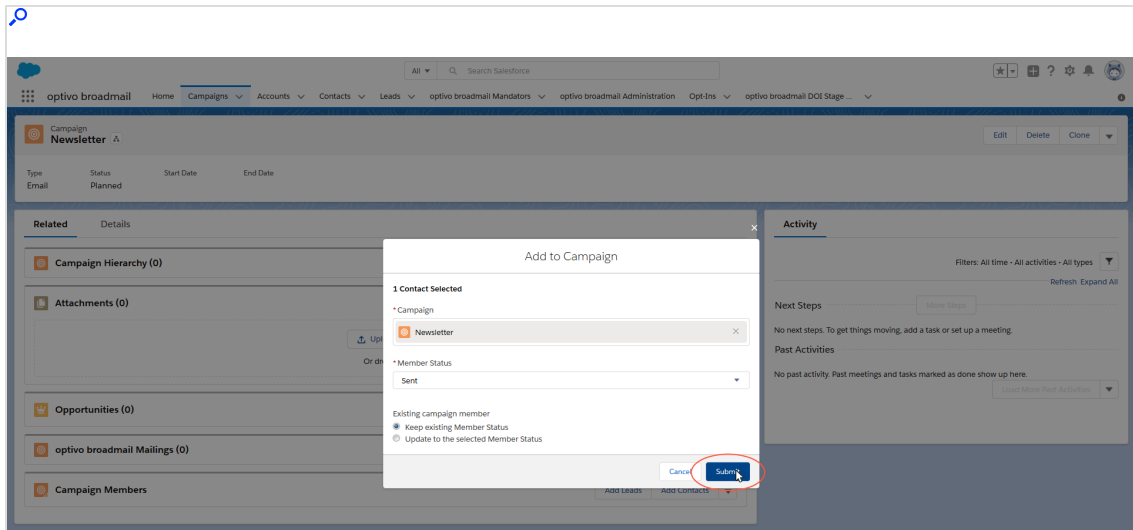 All Search Salesforce
optivo broadmail Home Campaigns Accounts Contacts Leads optivo broadmail Mandators optivo broadmail Administration Opt-Ins optivo broadmail DOI Stage ...
Campaign
Newsletter
Edit Delete Clone
Type Status Start Date End Date
Email Planned
Related Details
Activity
Campaign Hierarchy (0)
Filters: All time • All activities • All types
Refresh Expand All
Attachments (0)
Upl
Or dr
Next Steps More Steps
No next steps. To get things moving, add a task or set up a meeting.
Past Activities
No past activity. Past meetings and tasks marked as done show up here.
Load More Past Activities
Opportunities (0)
optivo broadmail Mailings (0)
Campaign Members
Add Leads Add Contacts
Add to Campaign
1 Contact Selected
* Campaign
Newsletter
* Member Status
Sent
Existing campaign member
Keep existing Member Status
Update to the selected Member Status
Cancel Submit